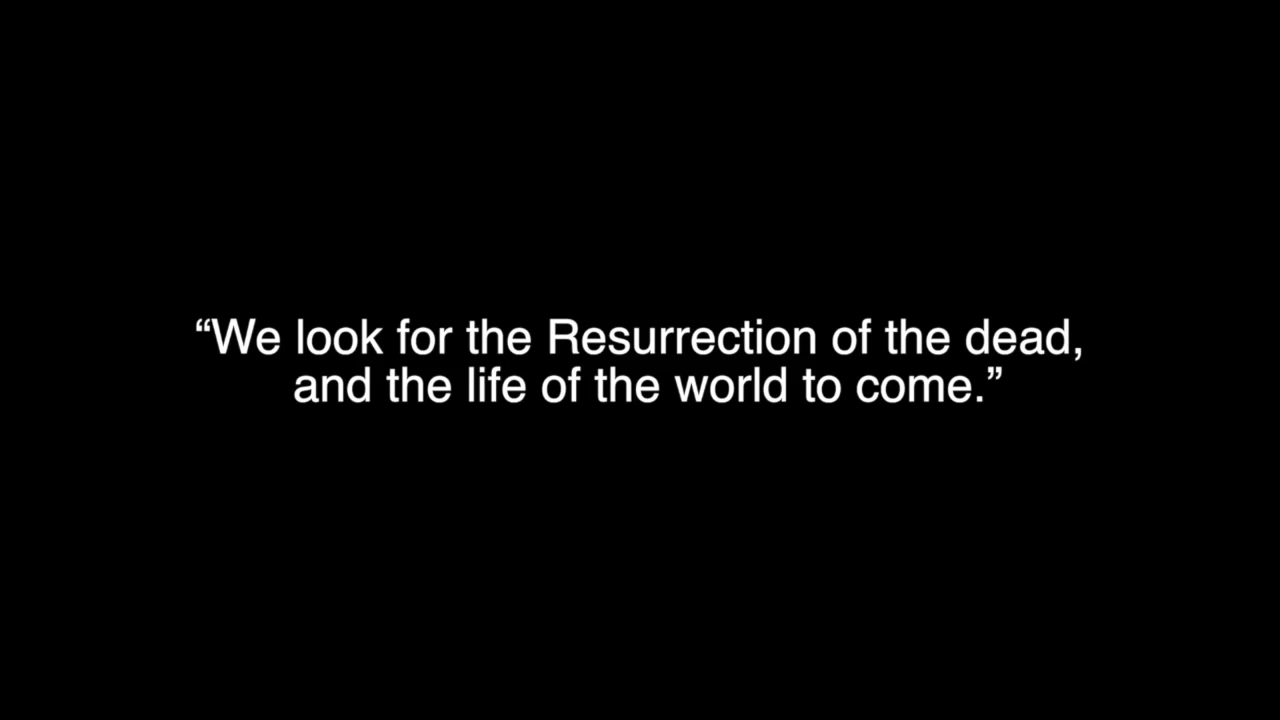 “We look for the Resurrection of the dead,
and the life of the world to come.”